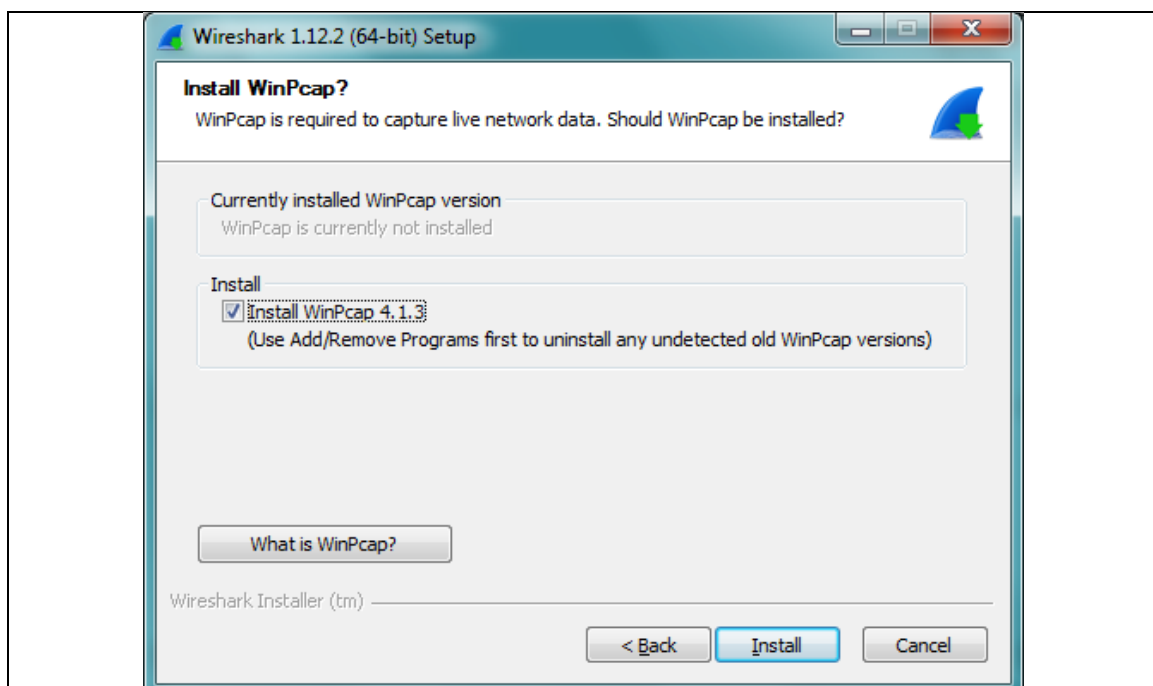 Wireshark 1.12.2 (64-bit) Setup
Install WinPcap?
WinPcap is required to capture live network data. Should WinPcap be installed?
Currently installed WinPcap version
WinPcap is currently not installed
Install
Install WinPcap 4.1.3
(Use Add/Remove Programs first to uninstall any undetected old WinPcap versions)
What is WinPcap?
Wireshark Installer (tm)
< Back Install Cancel